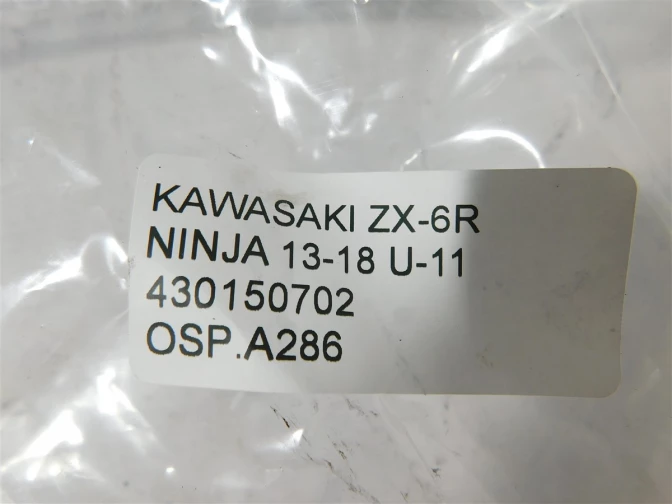 KAWASAKI ZX-6R
NINJA 13-18 U-11
430150702
OSP.A286